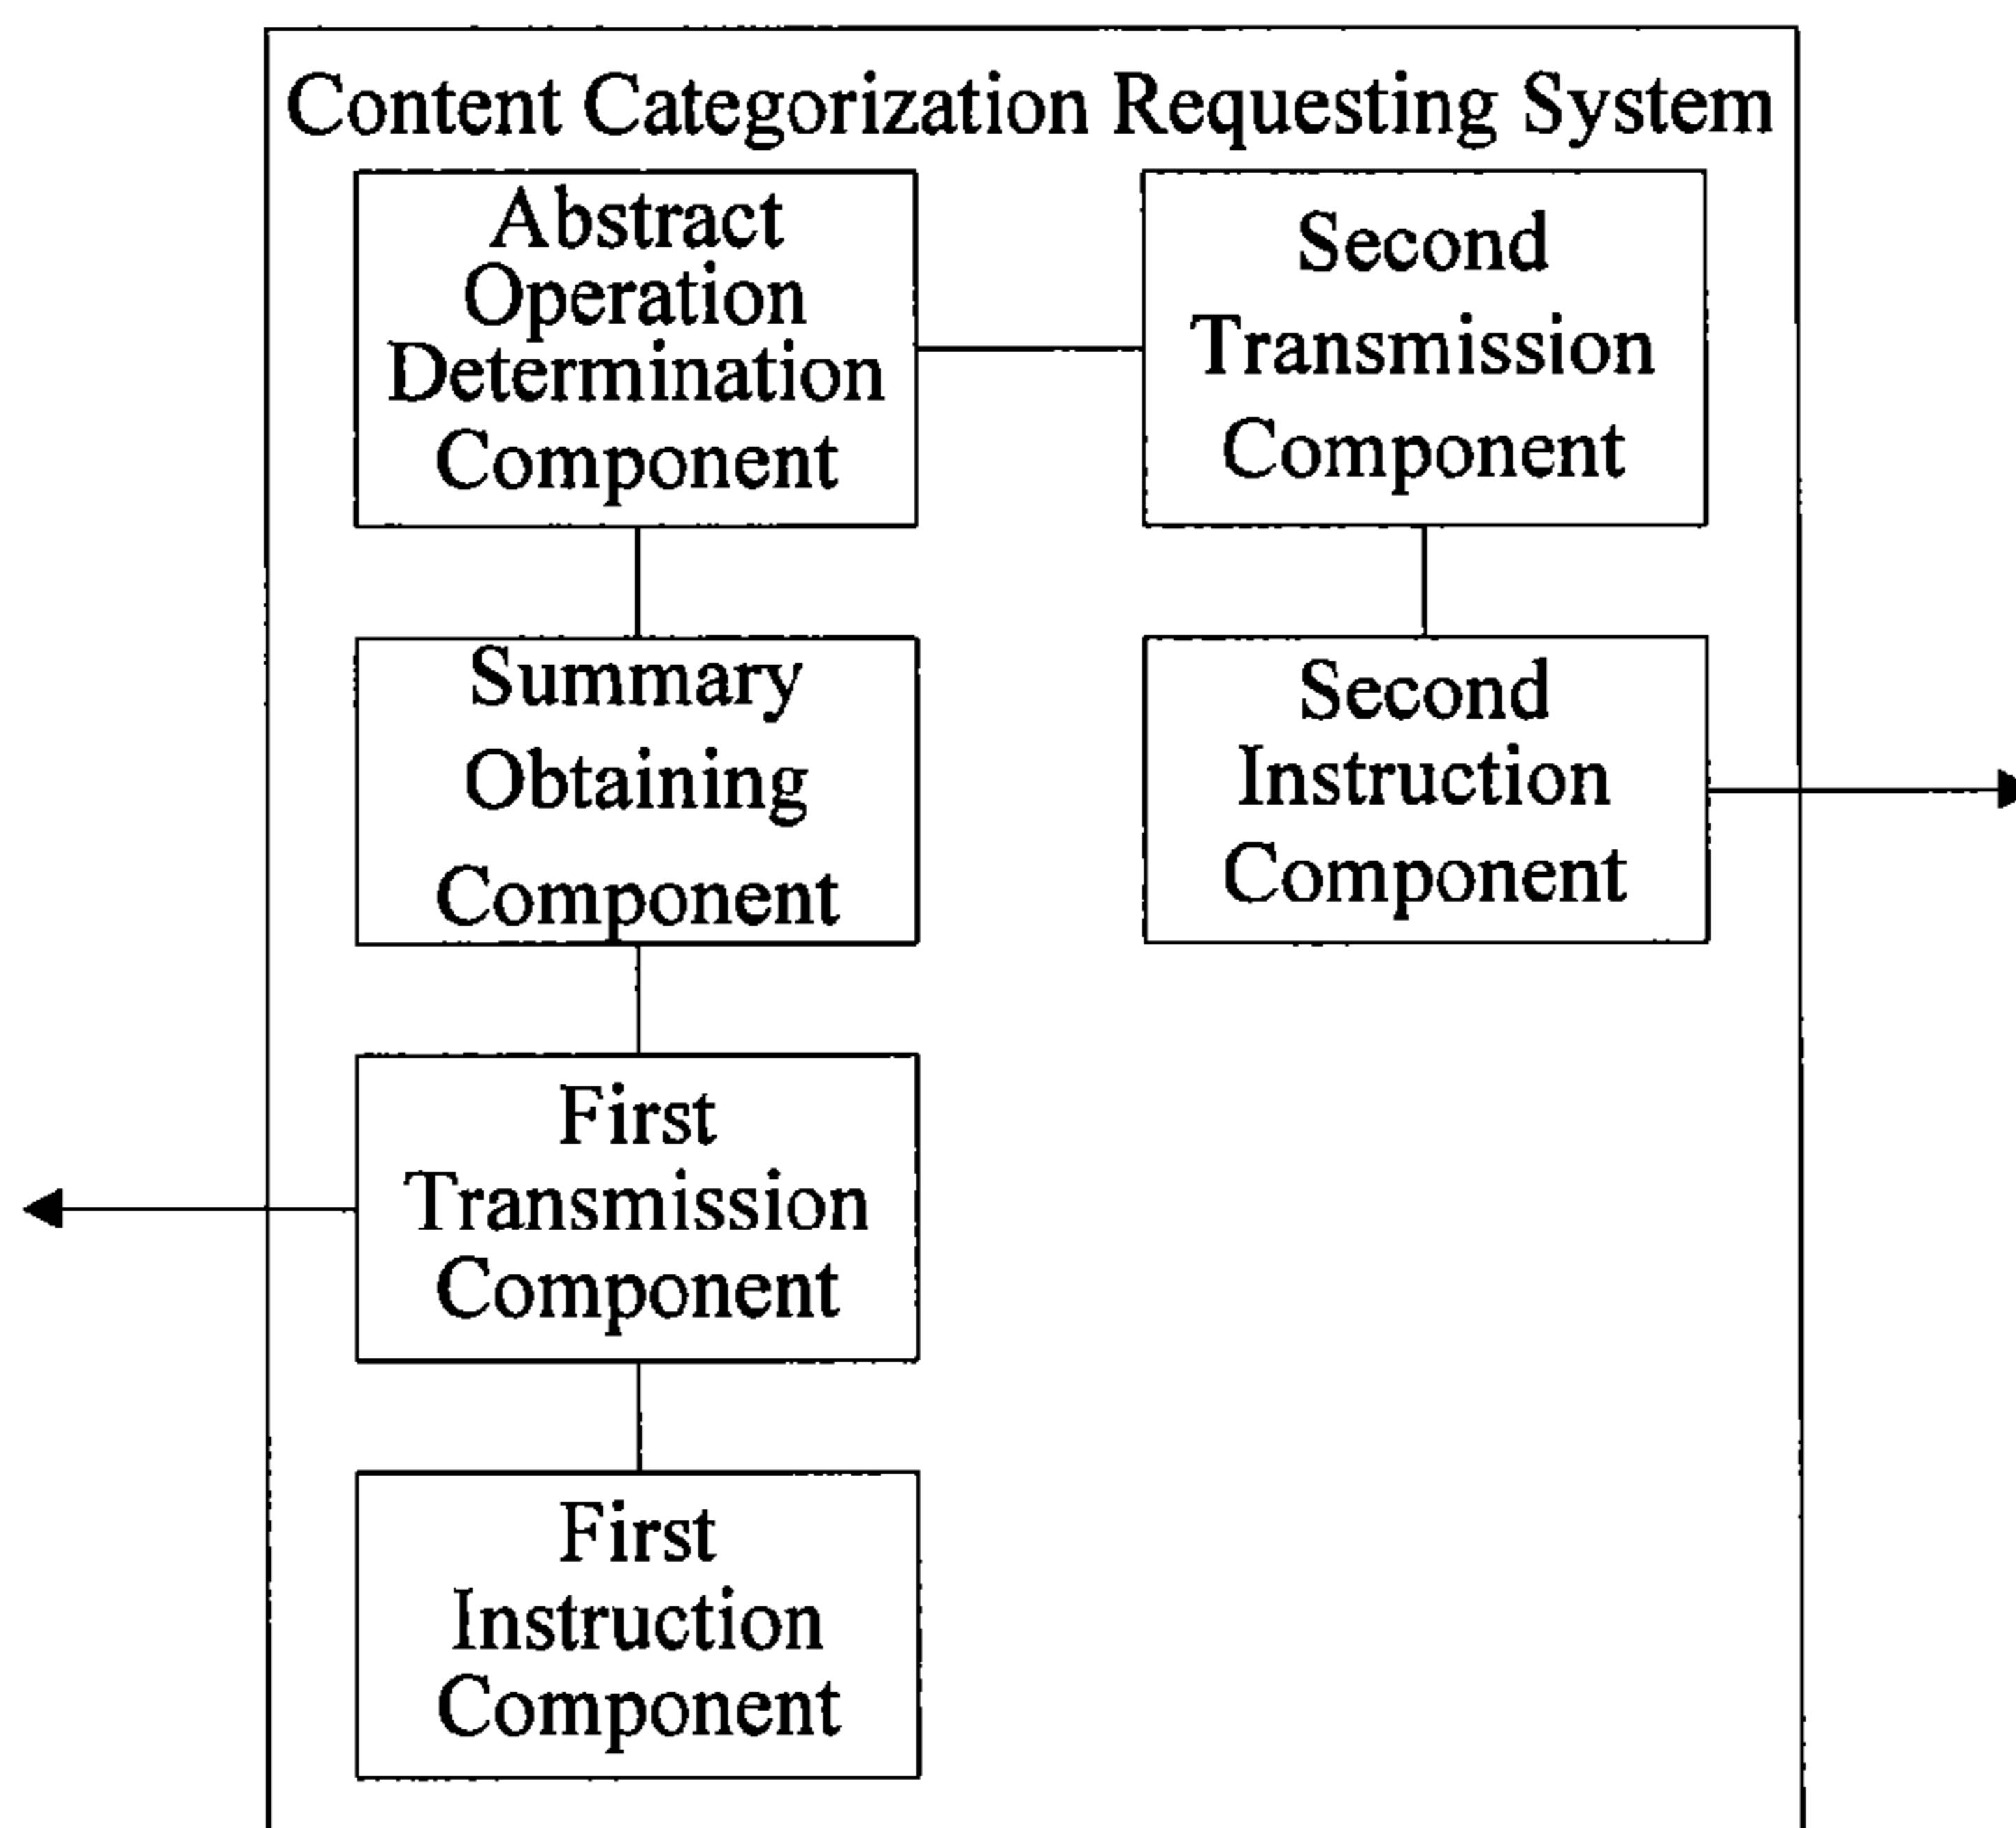 Content Categorization Requesting System
Abstract
Operation
Determination
Component
Second
Transmission
Component
Summary
Obtaining
Component
Second
Instruction
Component
First
Transmission
Component
First
Instruction
Component